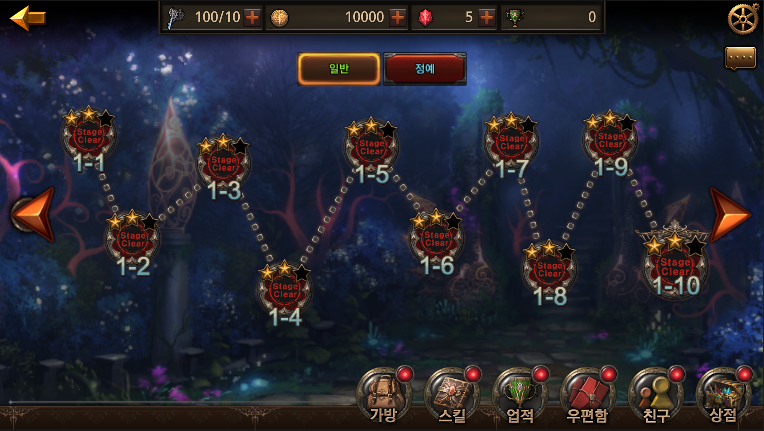 100/10 10000 5 0
일반 정예
Stage Clear
1-1
Stage Clear
1-2
Stage Clear
1-3
Stage Clear
1-4
Stage Clear
1-5
Stage Clear
1-6
Stage Clear
1-7
Stage Clear
1-8
Stage Clear
1-9
Stage Clear
1-10
가방 스킬 업적 우편함 친구 상점